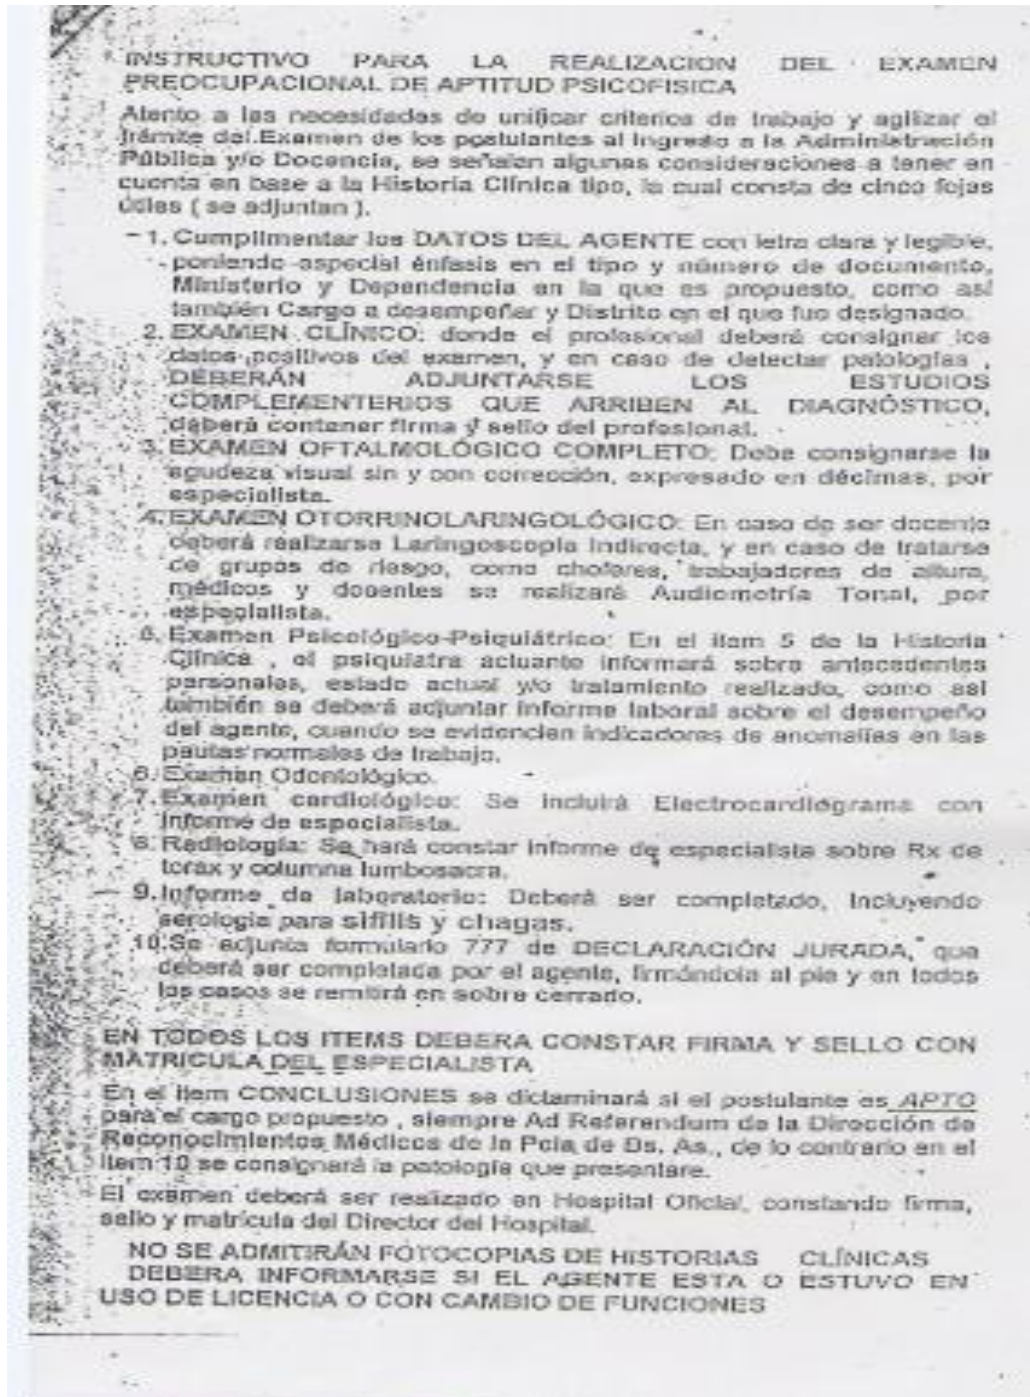 INSTRUCTIVO PARA LA REALIZACION DEL EXAMEN
PREOCUPACIONAL DE APTITUD PSICOFISICA
Atento a las necesidades de unificar criterios de trabajo y agilizar el
trámite del Examen de los postulantes al Ingreso a la Administración
Pública y/o Docencia, se señalan algunas consideraciones a tener en
cuenta en base a la Historia Clínica tipo, la cual consta de cinco fojas
útiles ( se adjuntan ).
1. Cumplimentar los DATOS DEL AGENTE con letra clara y legible,
poniendo especial énfasis en el tipo y número de documento,
Ministerio y Dependencia en la que es propuesto, como así
también Cargo a desempeñar y Distrito en el que fue designado.
2. EXAMEN CLÍNICO: donde el profesional deberá consignar los
datos positivos del examen, y en caso de detectar patologías ,
DEBERÁN ADJUNTARSE LOS ESTUDIOS
COMPLEMENTERIOS QUE ARRIBEN AL DIAGNÓSTICO,
deberá contener firma y sello del profesional.
3. EXAMEN OFTALMOLÓGICO COMPLETO: Debe consignarse la
agudeza visual sin y con corrección, expresado en décimas, por
especialista.
4. EXAMEN OTORRINOLARINGOLÓGICO: En caso de ser docente
deberá realizarse Laringoscopía Indirecta, y en caso de tratarse
de grupos de riesgo, como choferes, trabajadores de altura,
médicos y docentes se realizará Audiometría Tonal, por
especialista.
5. Examen Psicológico-Psiquiátrico: En el item 5 de la Historia
Clínica , el psiquiatra actuante informará sobre antecedentes
personales, estado actual y/o tratamiento realizado, como así
también se deberá adjuntar informe laboral sobre el desempeño
del agente, cuando se evidencien indicadores de anomalías en las
pautas normales de trabajo.
6. Examen Odontológico.
7. Examen cardiológico: Se incluirá Electrocardiograma con
informe de especialista.
8. Radiología: Se hará constar informe de especialista sobre Rx de
torax y columna lumbosacra.
9. Informe de laboratorio: Deberá ser completado, Incluyendo
serología para sífilis y chagas.
10. Se adjunta formulario 777 de DECLARACIÓN JURADA, que
deberá ser completada por el agente, firmándola al pie y en todos
los casos se remitirá en sobre cerrado.
EN TODOS LOS ITEMS DEBERA CONSTAR FIRMA Y SELLO CON
MATRICULA DEL ESPECIALISTA
En el item CONCLUSIONES se dictaminará si el postulante es APTO
para el cargo propuesto , siempre Ad Referendum de la Dirección de
Reconocimientos Médicos de la Pcia de Bs. As., de lo contrario en el
item 10 se consignará la patología que presentare.
El exámen deberá ser realizado en Hospital Oficial, constando firma,
sello y matrícula del Director del Hospital.
NO SE ADMITIRÁN FOTOCOPIAS DE HISTORIAS CLÍNICAS
DEBERA INFORMARSE SI EL AGENTE ESTA O ESTUVO EN
USO DE LICENCIA O CON CAMBIO DE FUNCIONES